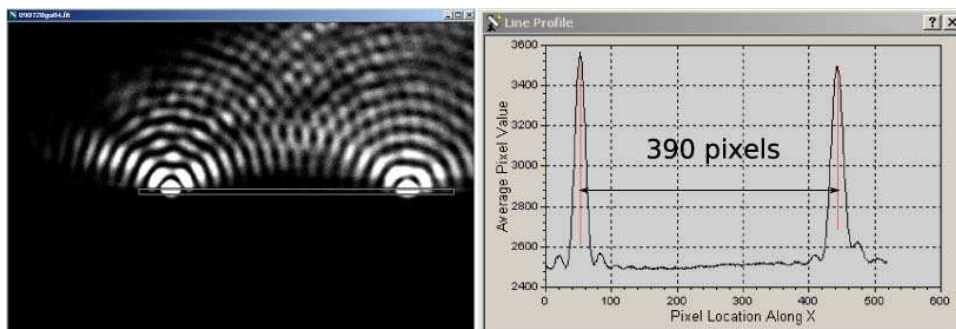 090728gu04.fit
Line Profile
3600
3400
3200
3000
2800
2600
2400
Average Pixel Value
390 pixels
0 100 200 300 400 500 600
Pixel Location Along X